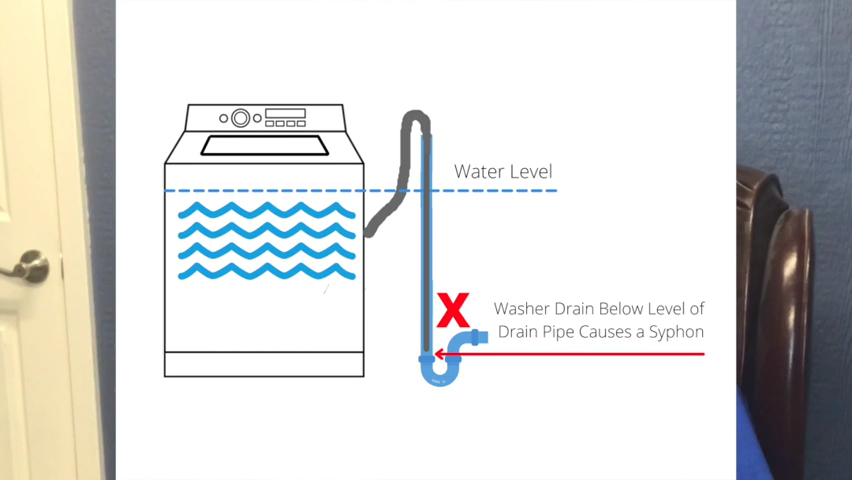 Water Level
X
Washer Drain Below Level of
Drain Pipe Causes a Syphon